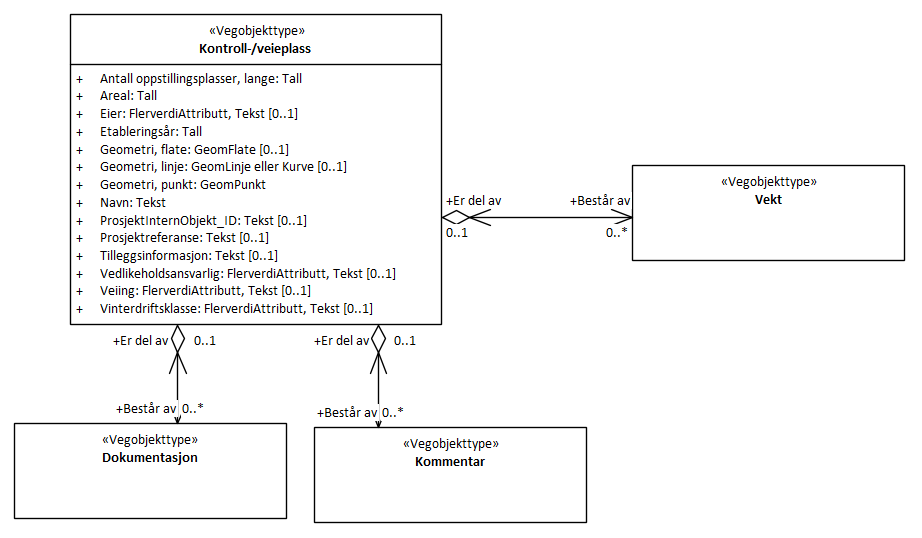 «Vegobjekttype»
Kontroll-/veieplass
+ Antall oppstillingsplasser, lange: Tall
+ Areal: Tall
+ Eier: FlerverdiAttributt, Tekst [0..1]
+ Etableringsår: Tall
+ Geometri, flate: GeomFlate [0..1]
+ Geometri, linje: GeomLinje eller Kurve [0..1]
+ Geometri, punkt: GeomPunkt
+ Navn: Tekst
+ ProsjektInternObjekt_ID: Tekst [0..1]
+ Prosjektreferanse: Tekst [0..1]
+ Tilleggsinformasjon: Tekst [0..1]
+ Vedlikeholdsansvarlig: FlerverdiAttributt, Tekst [0..1]
+ Veiing: FlerverdiAttributt, Tekst [0..1]
+ Vinterdriftsklasse: FlerverdiAttributt, Tekst [0..1]
+Er del av
0..1
+Består av
0..*
«Vegobjekttype»
Vekt
+Er del av 0..1
+Består av 0..*
«Vegobjekttype»
Dokumentasjon
+Er del av 0..1
+Består av 0..*
«Vegobjekttype»
Kommentar